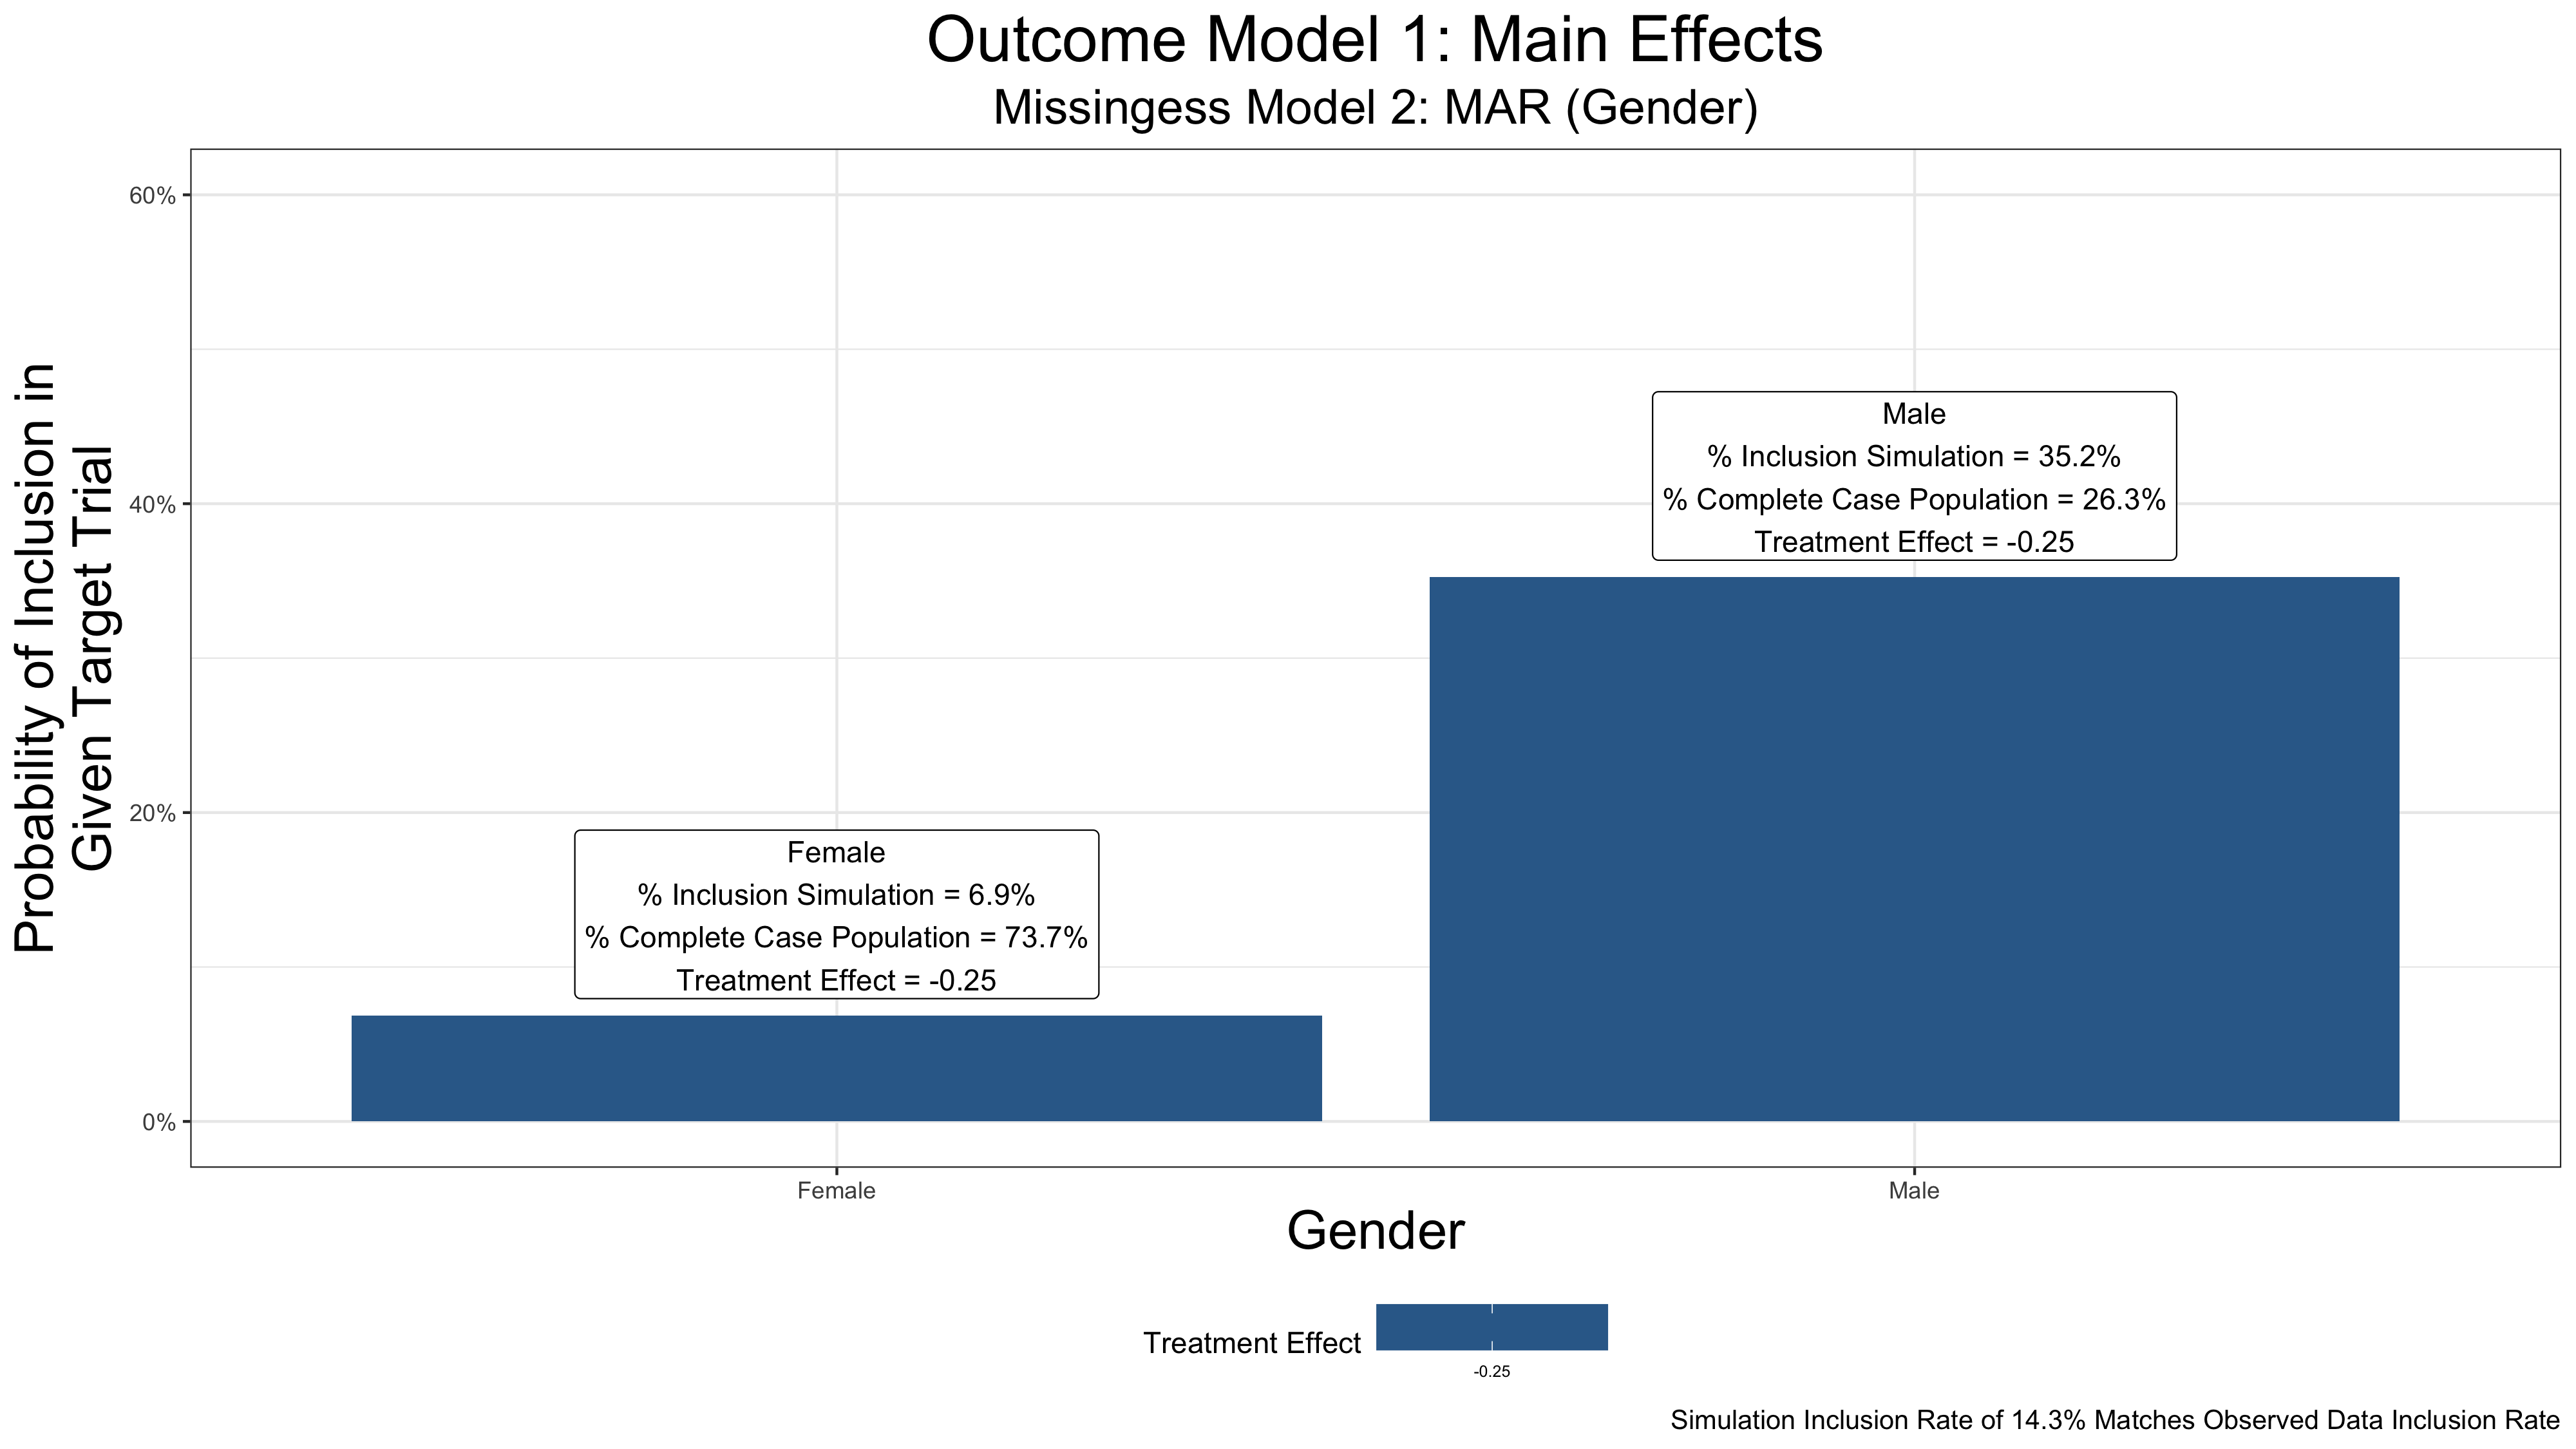 Outcome Model 1: Main Effects
Missingess Model 2: MAR (Gender)
Probability of Inclusion in
Given Target Trial
60%
40%
20%
0%
Female
% Inclusion Simulation = 6.9%
% Complete Case Population = 73.7%
Treatment Effect = -0.25
Male
% Inclusion Simulation = 35.2%
% Complete Case Population = 26.3%
Treatment Effect = -0.25
Female
Male
Gender
Treatment Effect
-0.25
Simulation Inclusion Rate of 14.3% Matches Observed Data Inclusion Rate